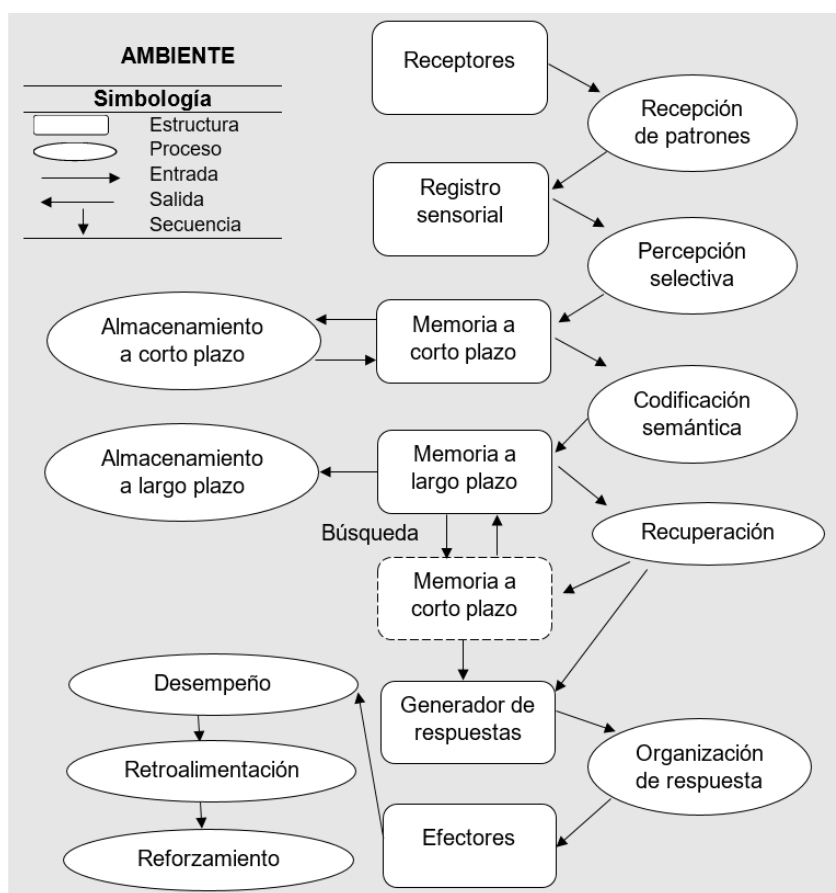 AMBIENTE
Simbología
Estructura
Proceso
Entrada
Salida
Secuencia
Receptores
Recepción
de patrones
Registro
sensorial
Percepción
selectiva
Almacenamiento
a corto plazo
Memoria a
corto plazo
Codificación
semántica
Almacenamiento
a largo plazo
Memoria a
largo plazo
Búsqueda
Recuperación
Memoria a
corto plazo
Desempeño
Generador de
respuestas
Organización
de respuesta
Retroalimentación
Efectores
Reforzamiento